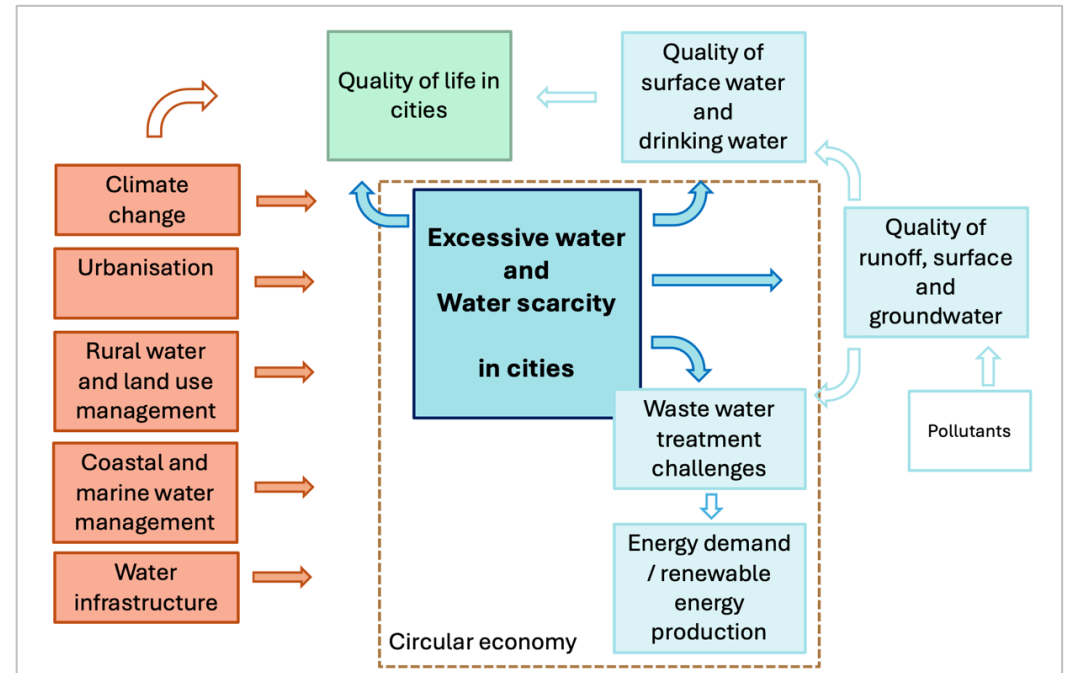 Quality of life in
cities
Quality of
surface water
and
drinking water
Climate
change
Urbanisation
Rural water
and land use
management
Coastal and
marine water
management
Water
infrastructure
Excessive water
and
Water scarcity
in cities
Quality of
runoff, surface
and
groundwater
Pollutants
Waste water
treatment
challenges
Energy demand
/ renewable
energy
production
Circular economy